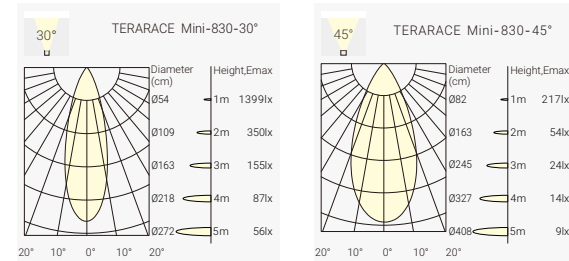 30°
TERARACE Mini-830-30°
Diameter
(cm)
Height,Emax
Ø54 1m 1399lx
Ø109 2m 350lx
Ø163 3m 155lx
Ø218 4m 87lx
Ø272 5m 56lx
20° 10° 0° 10° 20°
45°
TERARACE Mini-830-45°
Diameter
(cm)
Height,Emax
Ø82 1m 217lx
Ø163 2m 54lx
Ø245 3m 24lx
Ø327 4m 14lx
Ø408 5m 9lx
20° 10° 0° 10° 20°